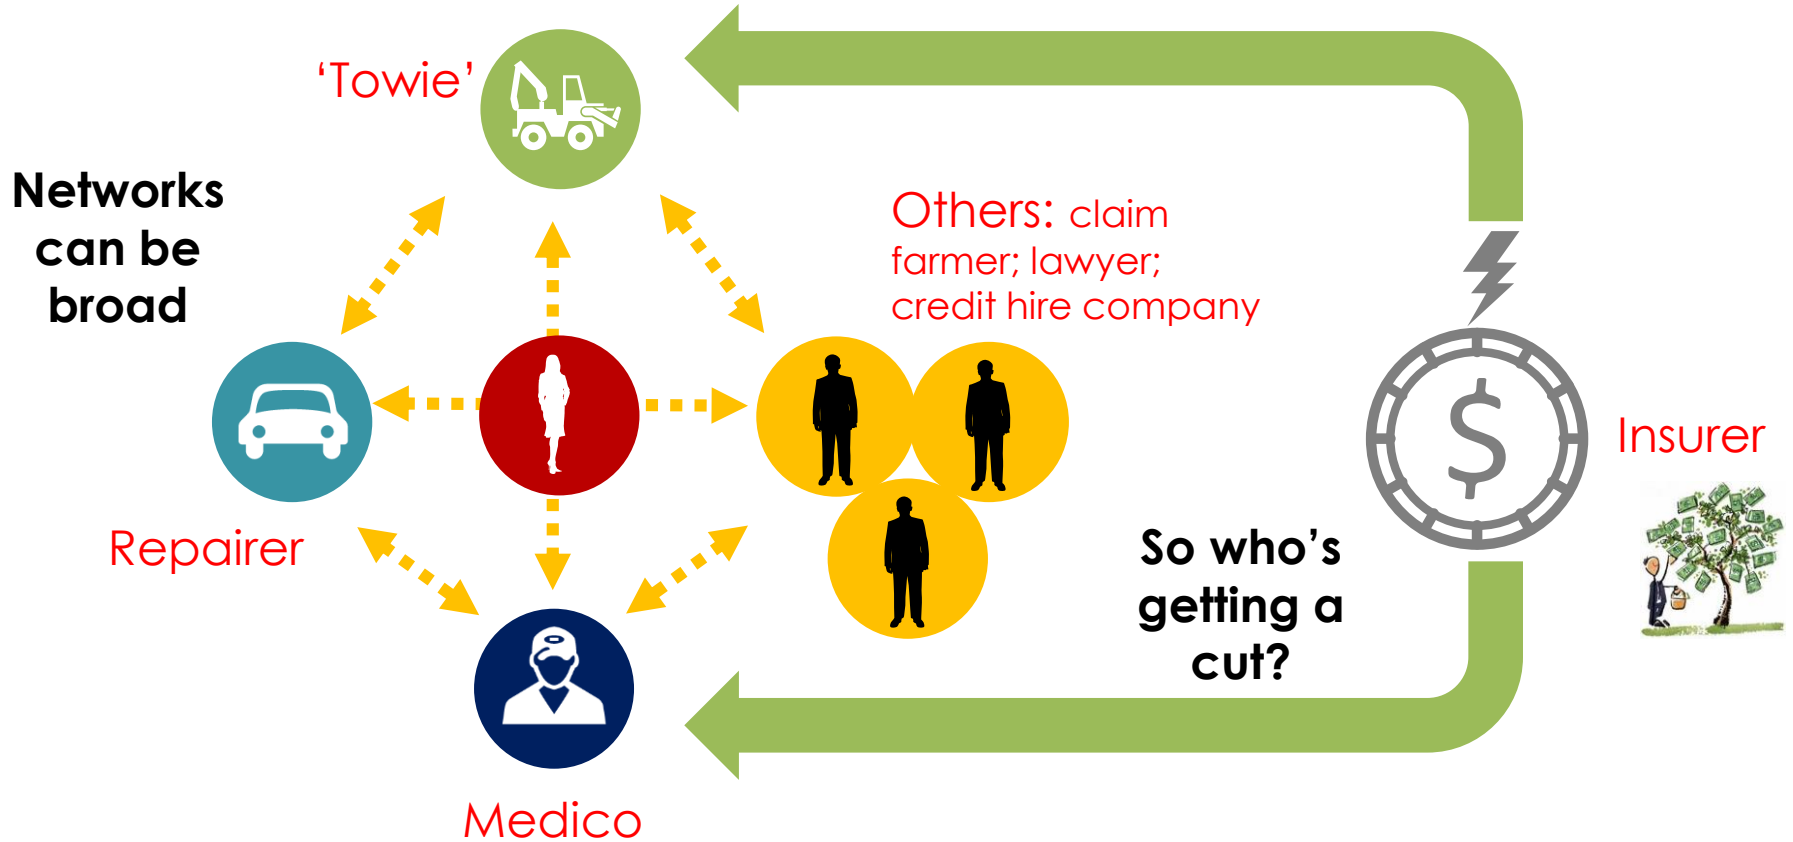 ‘Towie’
Networks
can be
broad
Others: claim
farmer; lawyer;
credit hire company
$
Insurer
Repairer
So who’s
getting a
cut?
Medico